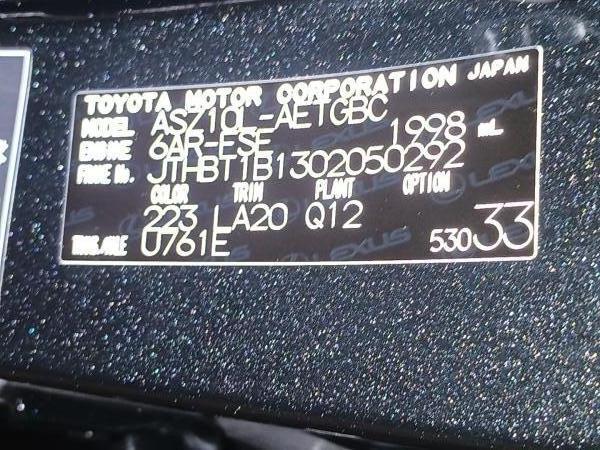 TOYOTA MOTOR CORPORATION JAPAN
MODEL ASZ10L-AETGBC
ENGINE 6AR-FSE 1998 mL
FRAME No. JTHBT1B1302050292
COLOR TRIM PLANT OPTION
223 LA20 Q12
TRANS./AXLE U761E 530 33
LEXUS